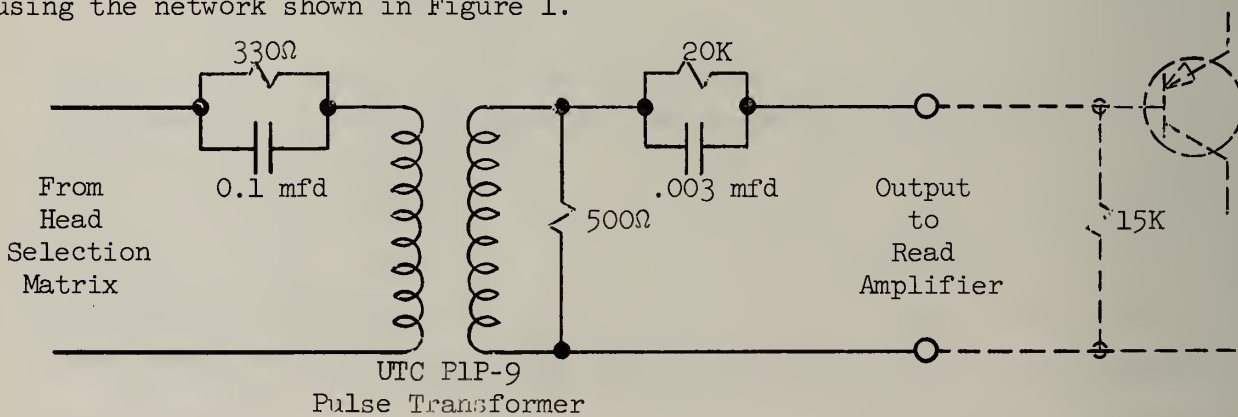 using the network shown in Figure 1.
330Ω
20K
0.1 mfd
.003 mfd
From
Head
Selection
Matrix
500Ω
Output
to
Read
Amplifier
15K
UTC P1P-9
Pulse Transformer